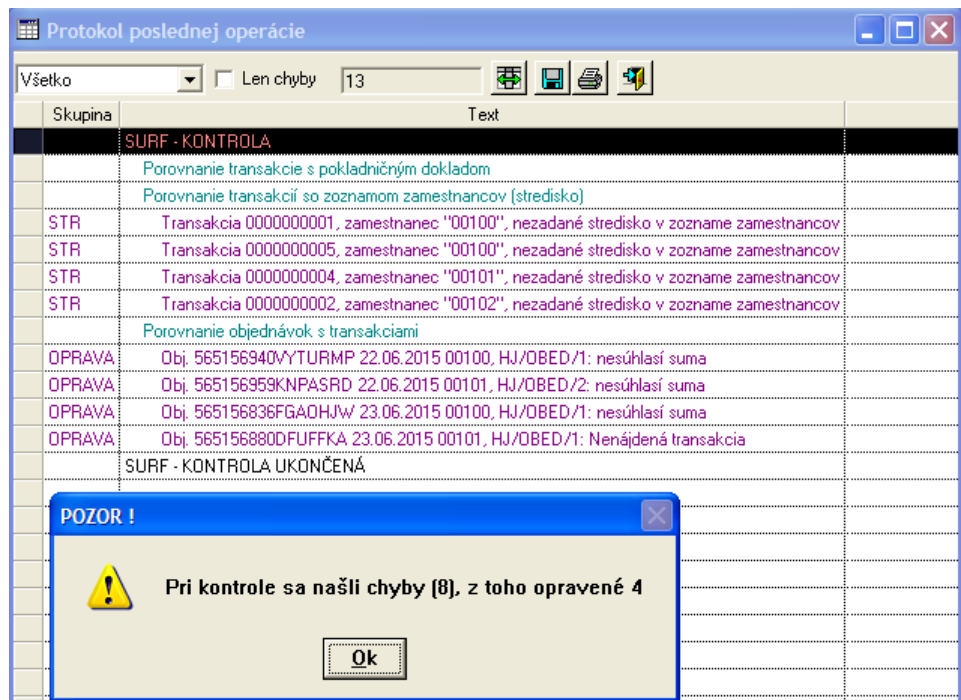 Protokol poslednej operácie
Všetko Len chyby 13
Skupina Text
SURF - KONTROLA
Porovnanie transakcie s pokladničným dokladom
Porovnanie transakcií so zoznamom zamestnancov (stredisko)
STR Transakcia 0000000001, zamestnanec "00100", nezadané stredisko v zozname zamestnancov
STR Transakcia 0000000005, zamestnanec "00100", nezadané stredisko v zozname zamestnancov
STR Transakcia 0000000004, zamestnanec "00101", nezadané stredisko v zozname zamestnancov
STR Transakcia 0000000002, zamestnanec "00102", nezadané stredisko v zozname zamestnancov
Porovnanie objednávok s transakciami
OPRAVA Obj. 565156940VYTURMP 22.06.2015 00100, HJ/OBED/1: nesúhlasí suma
OPRAVA Obj. 565156959KNPASRD 22.06.2015 00101, HJ/OBED/2: nesúhlasí suma
OPRAVA Obj. 565156836FGAOHJW 23.06.2015 00100, HJ/OBED/1: nesúhlasí suma
OPRAVA Obj. 565156880DFUFFKA 23.06.2015 00101, HJ/OBED/1: Nenájdená transakcia
SURF - KONTROLA UKONČENÁ
POZOR !
Pri kontrole sa našli chyby (8), z toho opravené 4
Ok